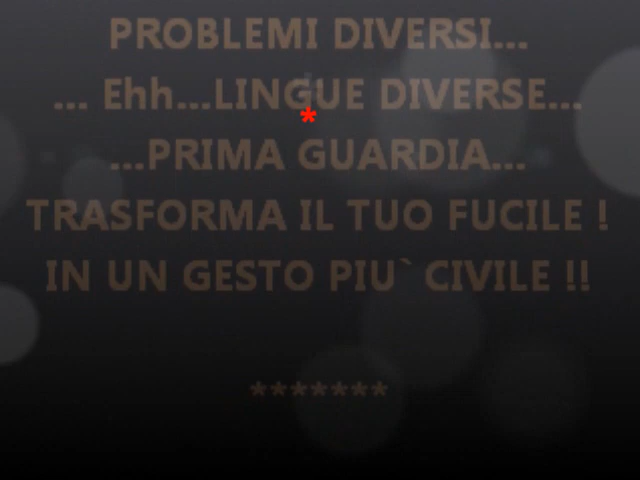 PROBLEMI DIVERSI...
... Ehh...LINGUE DIVERSE...
*
...PRIMA GUARDIA...
TRASFORMA IL TUO FUCILE !
IN UN GESTO PIU` CIVILE !!
*******